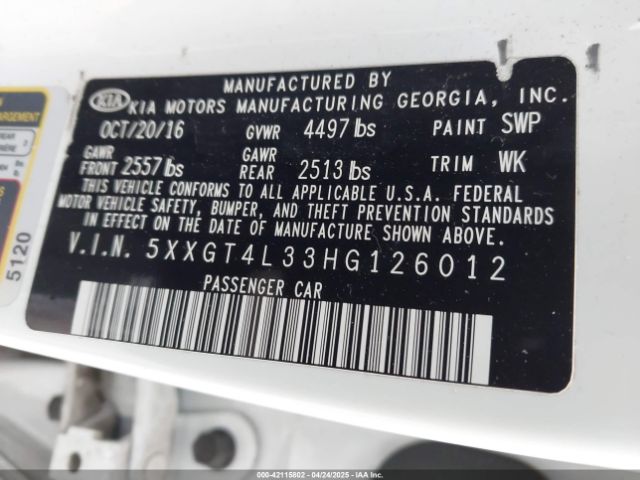 MANUFACTURED BY
KIA KIA MOTORS MANUFACTURING GEORGIA, INC.
OCT/20/16 GVWR 4497 lbs PAINT SWP
GAWR FRONT 2557 lbs GAWR REAR 2513 lbs TRIM WK
THIS VEHICLE CONFORMS TO ALL APPLICABLE U.S.A. FEDERAL
MOTOR VEHICLE SAFETY, BUMPER, AND THEFT PREVENTION STANDARDS
IN EFFECT ON THE DATE OF MANUFACTURE SHOWN ABOVE.
V.I.N. 5XXGT4L33HG126012
PASSENGER CAR
5120
000-42115802 - 04/24/2025 - IAA Inc.